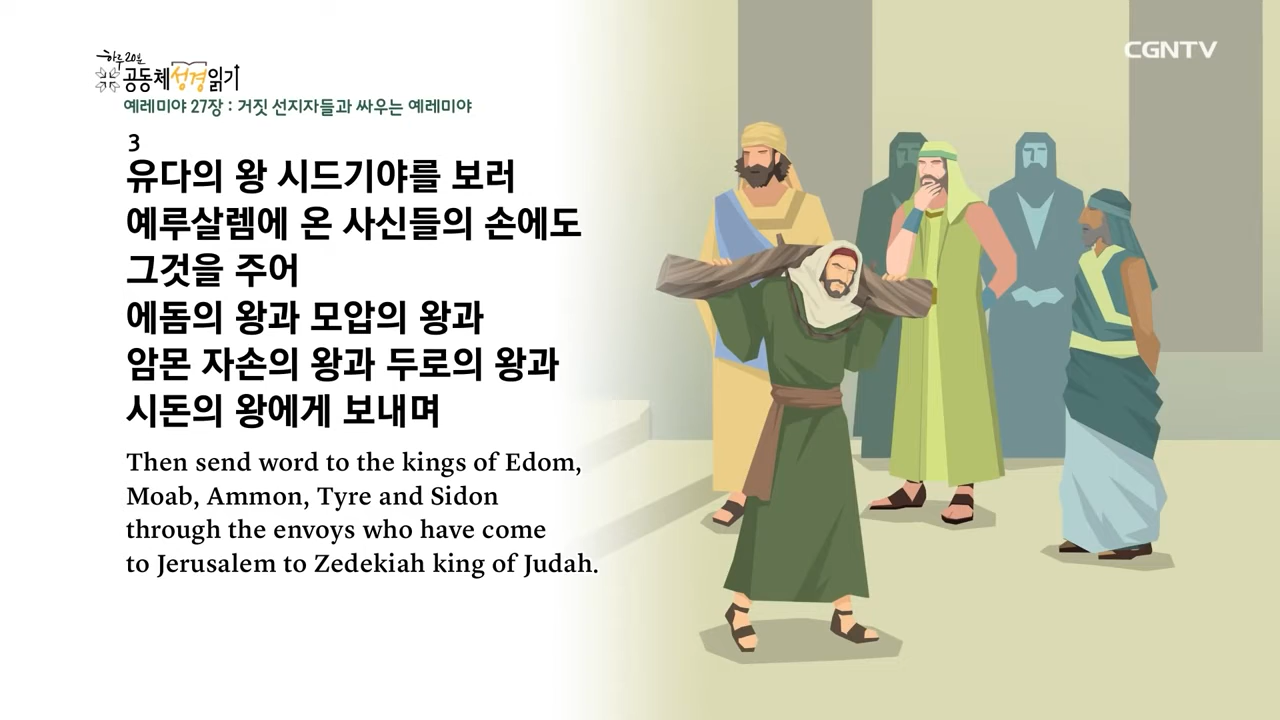 하루 20분
공동체성경읽기
CGNTV
예레미야 27장 : 거짓 선지자들과 싸우는 예레미야
3
유다의 왕 시드기야를 보러
예루살렘에 온 사신들의 손에도
그것을 주어
에돔의 왕과 모압의 왕과
암몬 자손의 왕과 두로의 왕과
시돈의 왕에게 보내며
Then send word to the kings of Edom,
Moab, Ammon, Tyre and Sidon
through the envoys who have come
to Jerusalem to Zedekiah king of Judah.